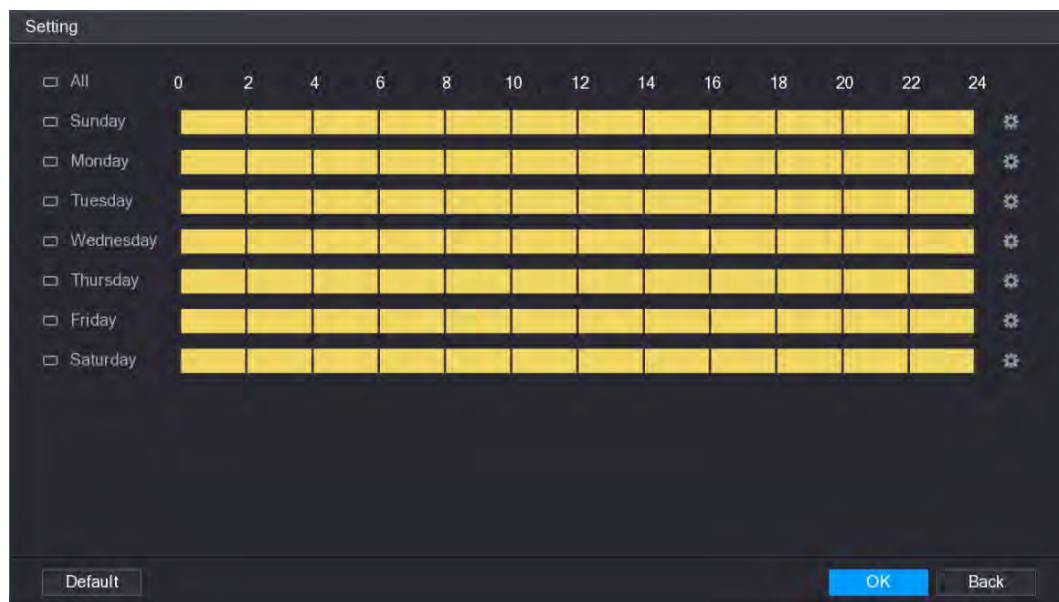 Setting
All 0 2 4 6 8 10 12 14 16 18 20 22 24
Sunday
Monday
Tuesday
Wednesday
Thursday
Friday
Saturday
Default OK Back